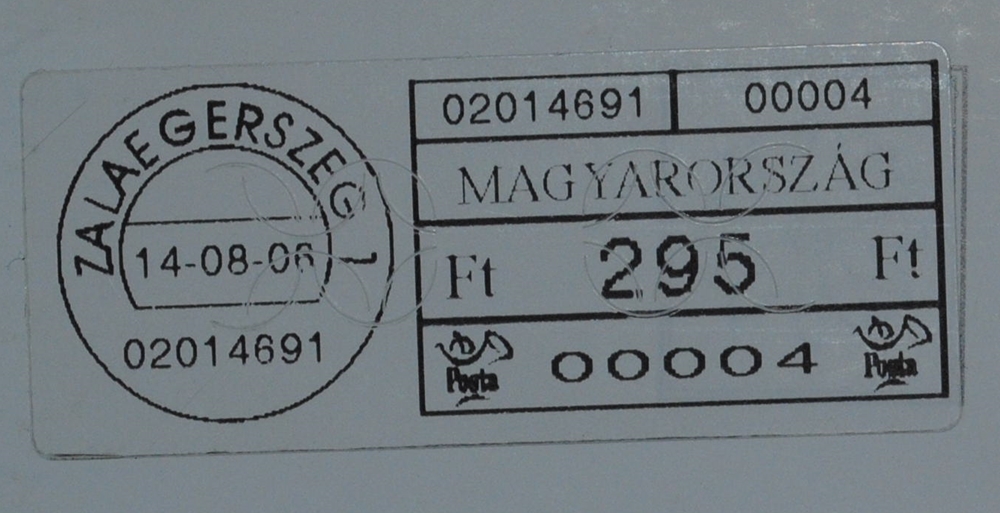 ZALAEGERSZEG 1
14-08-06
02014691
02014691 00004
MAGYARORSZÁG
Ft 295 Ft
Posta 00004 Posta